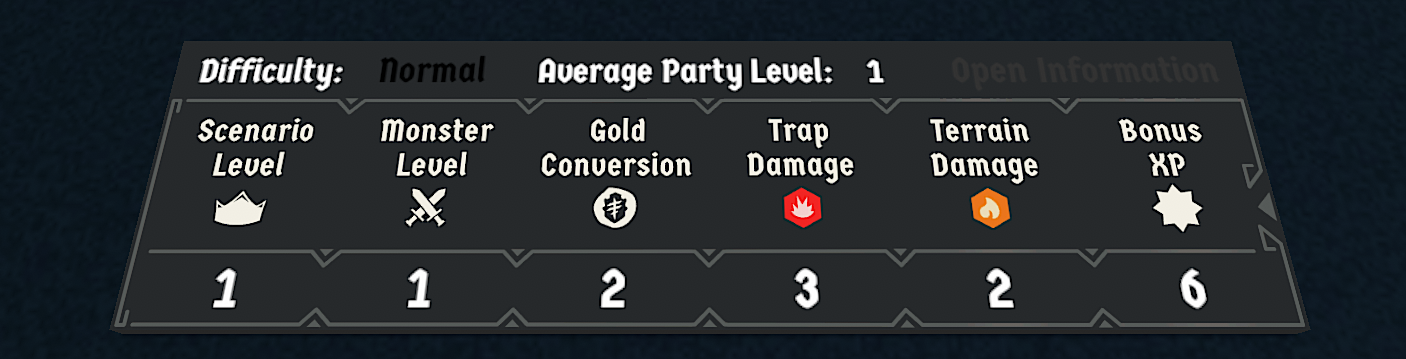 Difficulty: Normal Average Party Level: 1 Open Information
Scenario Level Monster Level Gold Conversion Trap Damage Terrain Damage Bonus XP
1 1 2 3 2 6